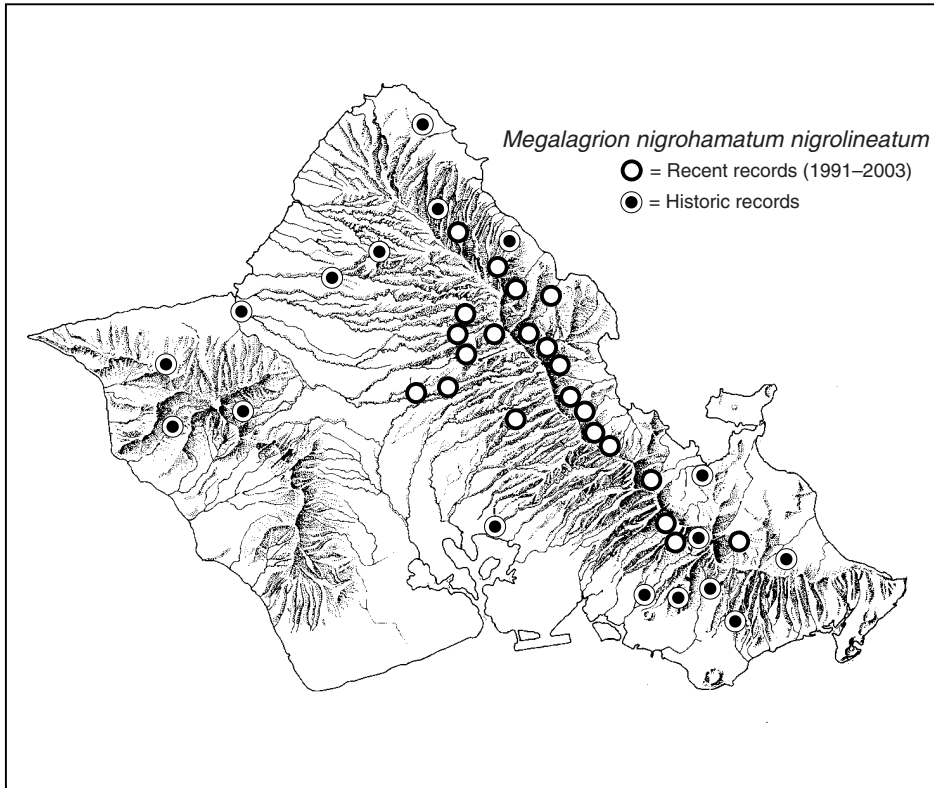 Megalagrion nigrohamatum nigrolineatum
= Recent records (1991–2003)
= Historic records